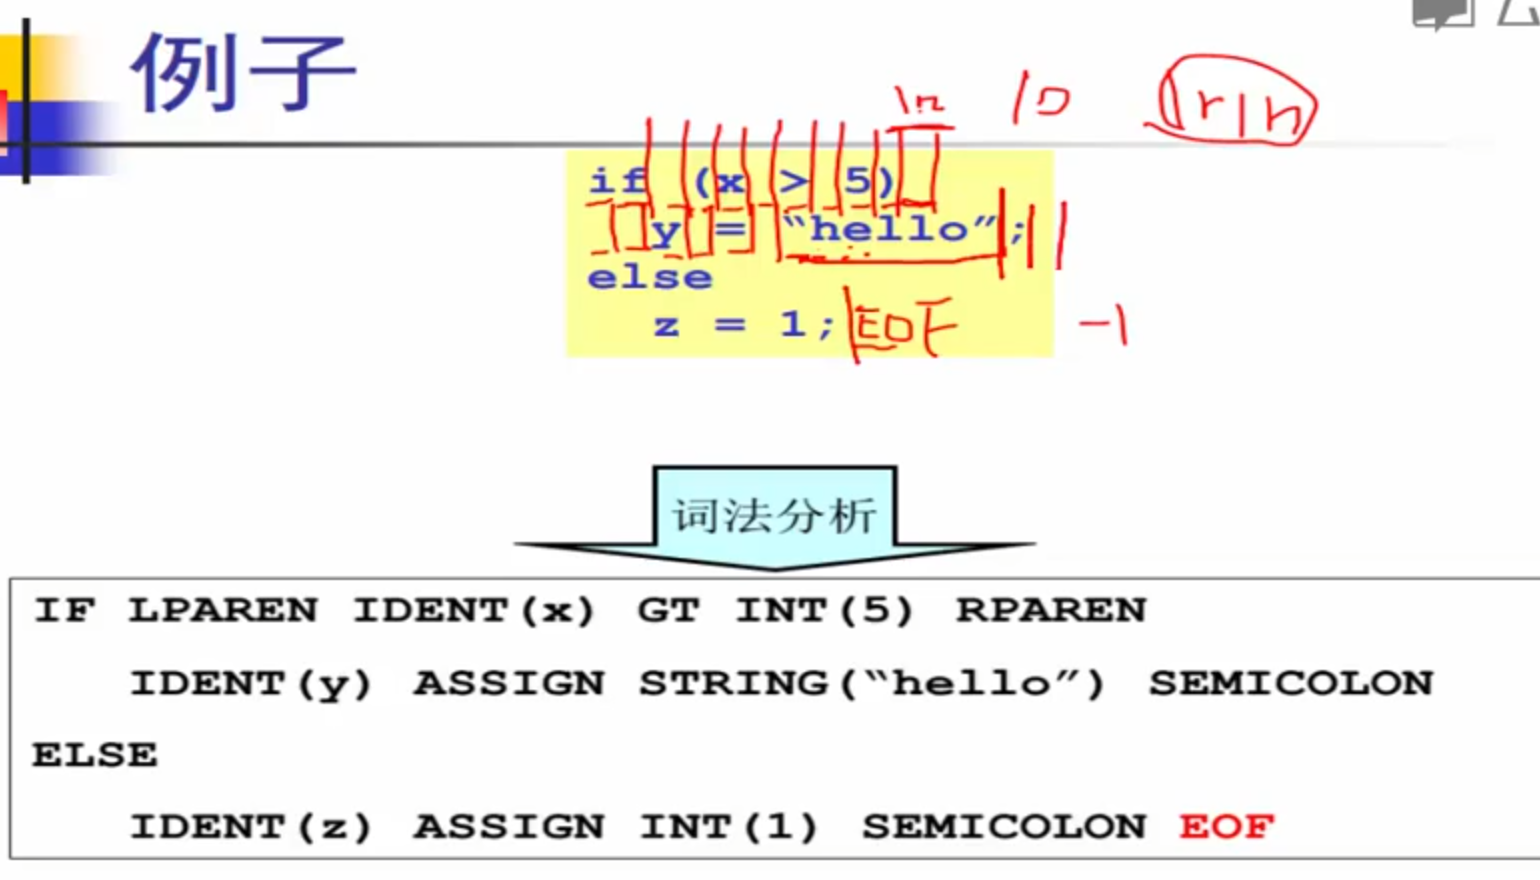 例子
\n 10 \r\n
if (x > 5)
y = “hello”;
else
z = 1; EOF -1
词法分析
IF LPAREN IDENT(x) GT INT(5) RPAREN
IDENT(y) ASSIGN STRING(“hello”) SEMICOLON
ELSE
IDENT(z) ASSIGN INT(1) SEMICOLON EOF